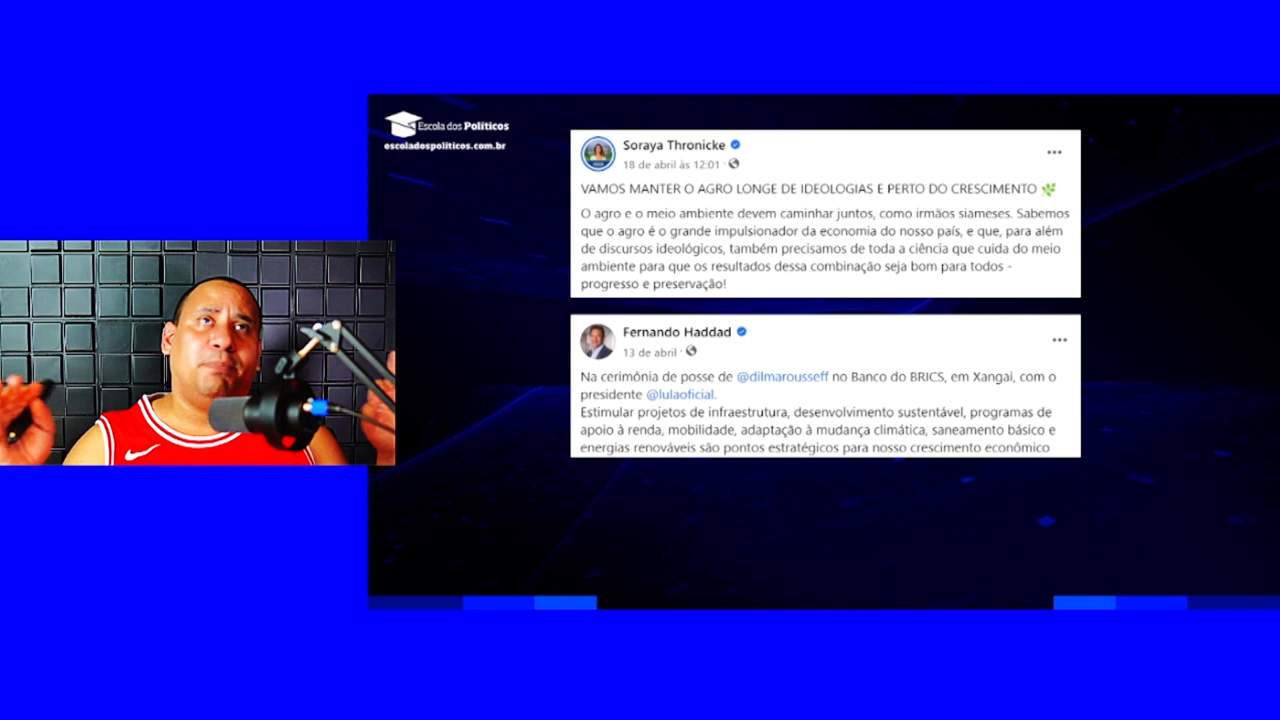 Escola dos Políticos
escoladospoliticos.com.br
Soraya Thronicke
18 de abril às 12:01 ·
VAMOS MANTER O AGRO LONGE DE IDEOLOGIAS E PERTO DO CRESCIMENTO
O agro e o meio ambiente devem caminhar juntos, como irmãos siameses. Sabemos
que o agro é o grande impulsionador da economia do nosso país, e que, para além
de discursos ideológicos, também precisamos de toda a ciência que cuida do meio
ambiente para que os resultados dessa combinação seja bom para todos -
progresso e preservação!
Fernando Haddad
13 de abril ·
Na cerimônia de posse de @dilmarousseff no Banco do BRICS, em Xangai, com o
presidente @lulaoficial.
Estimular projetos de infraestrutura, desenvolvimento sustentável, programas de
apoio à renda, mobilidade, adaptação à mudança climática, saneamento básico e
energias renováveis são pontos estratégicos para nosso crescimento econômico